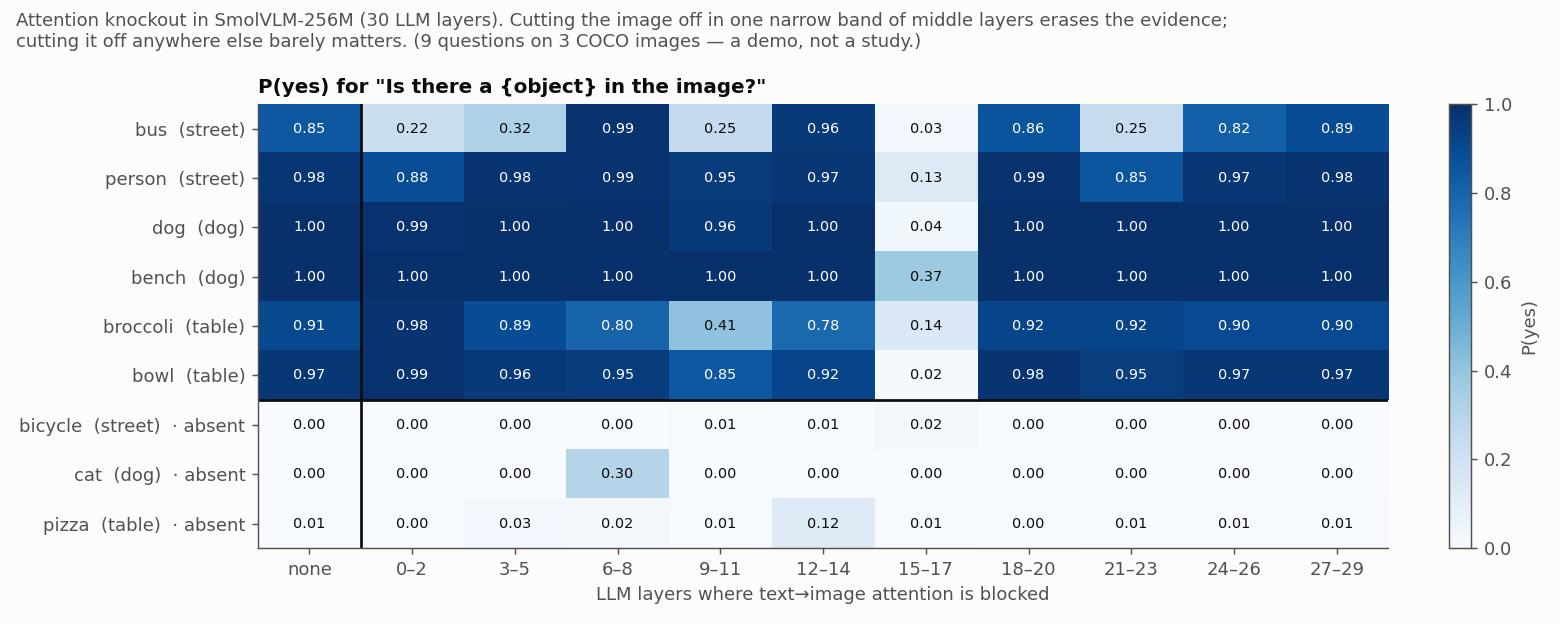 Attention knockout in SmolVLM-256M (30 LLM layers). Cutting the image off in one narrow band of middle layers erases the evidence;
cutting it off anywhere else barely matters. (9 questions on 3 COCO images — a demo, not a study.)
P(yes) for "Is there a {object} in the image?"
bus (street) 0.85 0.22 0.32 0.99 0.25 0.96 0.03 0.86 0.25 0.82 0.89
person (street) 0.98 0.88 0.98 0.99 0.95 0.97 0.13 0.99 0.85 0.97 0.98
dog (dog) 1.00 0.99 1.00 1.00 0.96 1.00 0.04 1.00 1.00 1.00 1.00
bench (dog) 1.00 1.00 1.00 1.00 1.00 1.00 0.37 1.00 1.00 1.00 1.00
broccoli (table) 0.91 0.98 0.89 0.80 0.41 0.78 0.14 0.92 0.92 0.90 0.90
bowl (table) 0.97 0.99 0.96 0.95 0.85 0.92 0.02 0.98 0.95 0.97 0.97
bicycle (street) · absent 0.00 0.00 0.00 0.00 0.01 0.01 0.02 0.00 0.00 0.00 0.00
cat (dog) · absent 0.00 0.00 0.00 0.30 0.00 0.00 0.00 0.00 0.00 0.00 0.00
pizza (table) · absent 0.01 0.00 0.03 0.02 0.01 0.12 0.01 0.00 0.01 0.01 0.01
none 0–2 3–5 6–8 9–11 12–14 15–17 18–20 21–23 24–26 27–29
LLM layers where text→image attention is blocked
1.0
0.8
0.6
0.4
0.2
0.0
P(yes)